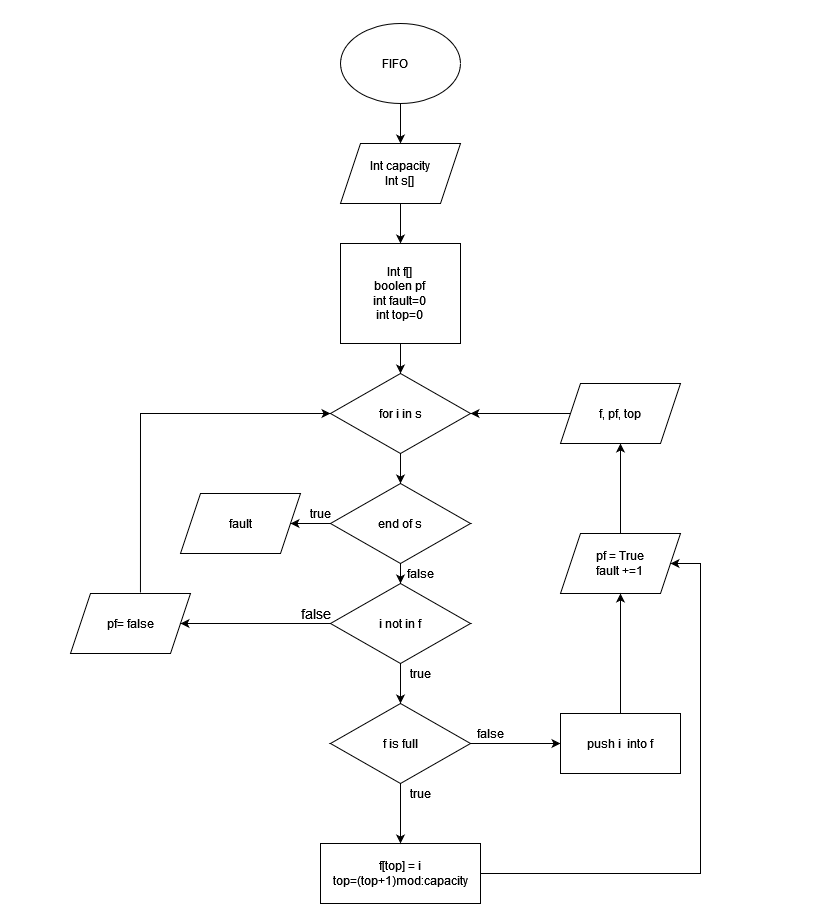 FIFO
Int capacity
Int s[]
Int f[]
boolen pf
int fault=0
int top=0
for i in s
f, pf, top
end of s
true
fault
false
pf = True
fault +=1
i not in f
false
pf= false
true
f is full
false
push i into f
true
f[top] = i
top=(top+1)mod:capacity